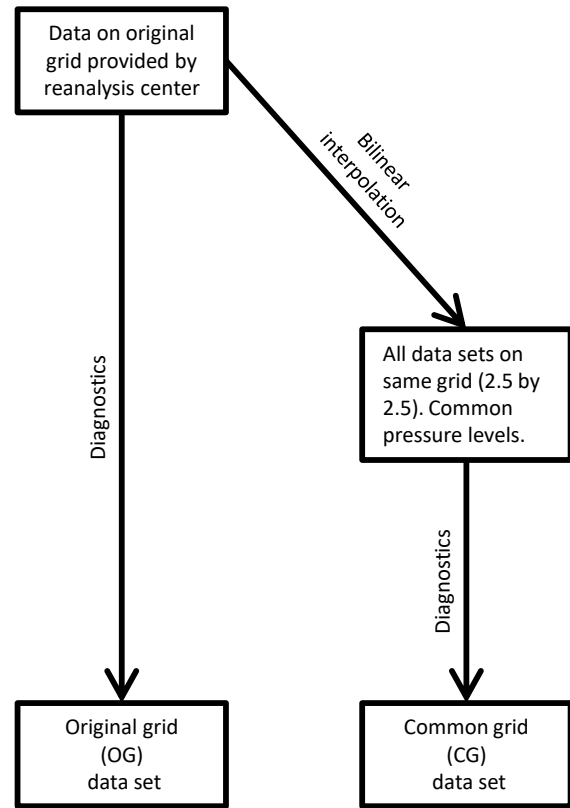 Data on original
grid provided by
reanalysis center
Bilinear
interpolation
All data sets on
same grid (2.5 by
2.5). Common
pressure levels.
Diagnostics
Diagnostics
Original grid
(OG)
data set
Common grid
(CG)
data set